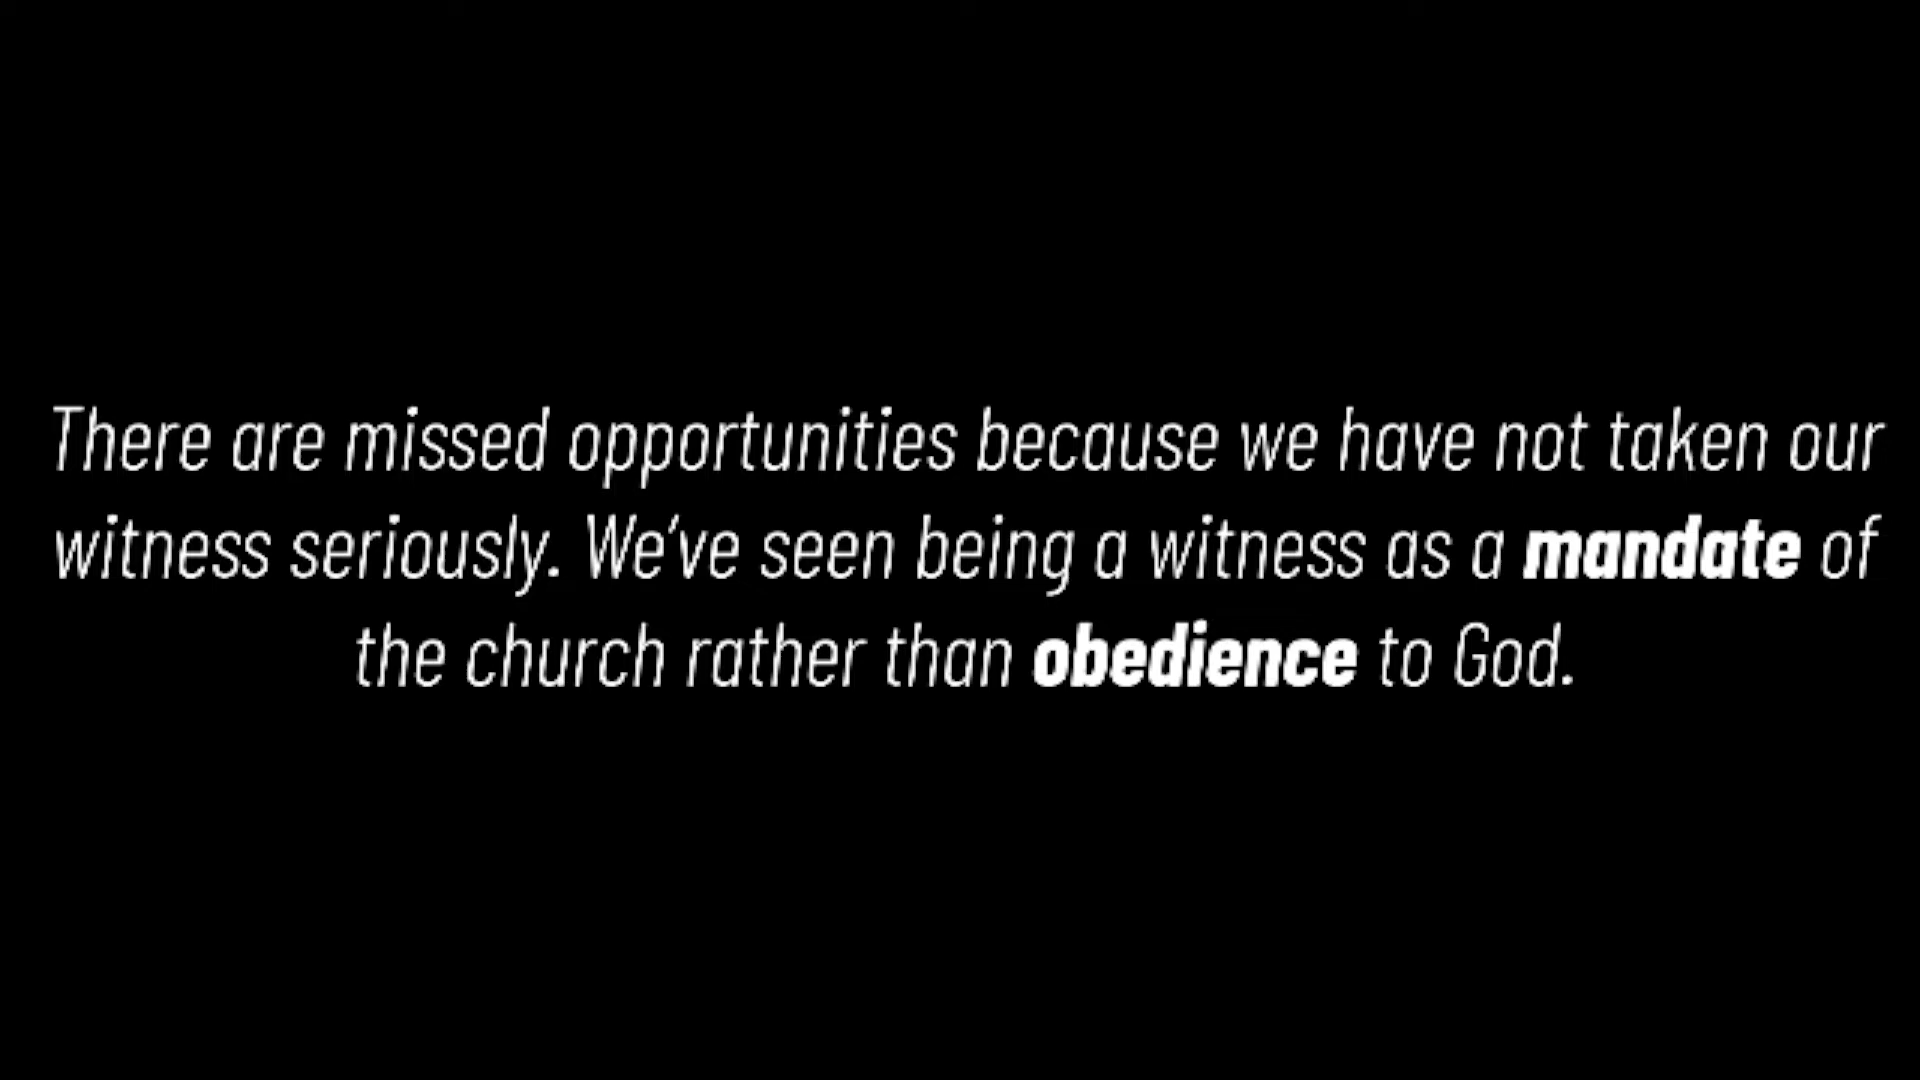 There are missed opportunities because we have not taken our
witness seriously. We've seen being a witness as a mandate of
the church rather than obedience to God.